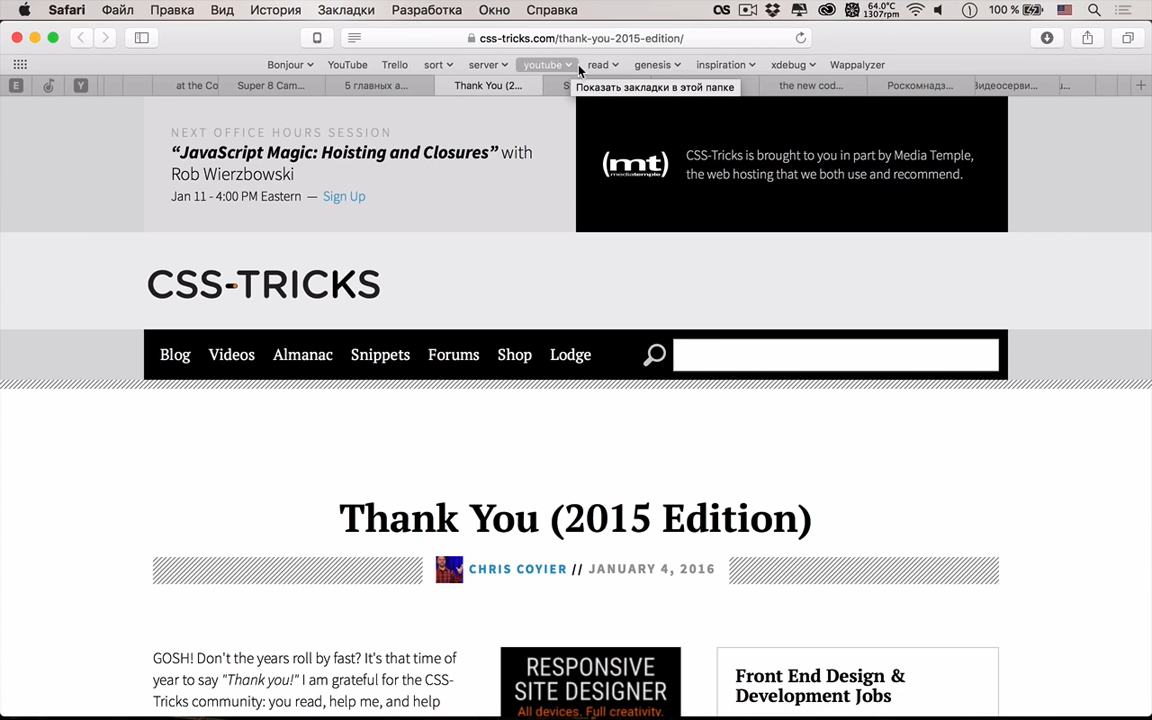 Safari Файл Правка Вид История Закладки Разработка Окно Справка
64.0°C
1307rpm
100 %
css-tricks.com/thank-you-2015-edition/
Bonjour YouTube Trello sort server youtube read genesis inspiration xdebug Wappalyzer
E Y at the Co Super 8 Cam... 5 главных а... Thank You (2... S the new cod... Роскомнадз... Видеосерви...
Показать закладки в этой папке
NEXT OFFICE HOURS SESSION
“JavaScript Magic: Hoisting and Closures” with
Rob Wierzbowski
Jan 11 - 4:00 PM Eastern — Sign Up
(mt)
mediatemple
CSS-Tricks is brought to you in part by Media Temple,
the web hosting that we both use and recommend.
CSS-TRICKS
Blog Videos Almanac Snippets Forums Shop Lodge
Thank You (2015 Edition)
CHRIS COYIER // JANUARY 4, 2016
GOSH! Don't the years roll by fast? It's that time of
year to say "Thank you!" I am grateful for the CSS-
Tricks community: you read, help me, and help
RESPONSIVE
SITE DESIGNER
All devices. Full creativity.
Front End Design &
Development Jobs